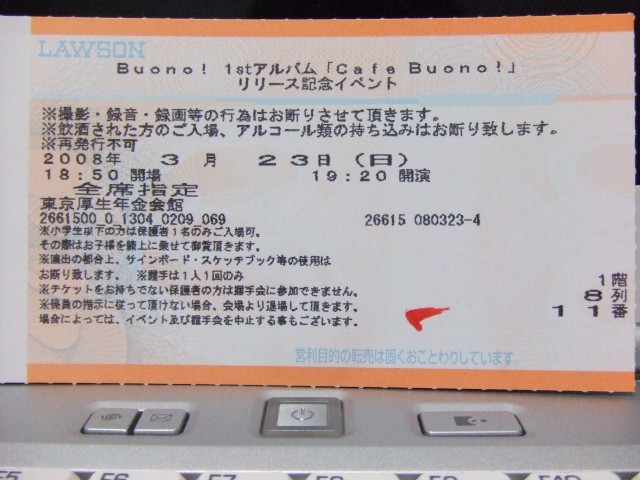 LAWSON
Buono! 1stアルバム「Cafe Buono!」
リリース記念イベント
※撮影・録音・録画等の行為はお断りさせて頂きます。
※飲酒された方のご入場、アルコール類の持ち込みはお断り致します。
※再発行不可
2008年 3月 23日(日)
18:50 開場 19:20 開演
全席指定
東京厚生年金会館
2661500 0 1304 0209 069 26615 080323-4
※小学生以下の方は保護者1名のみご入場可。
その際はお子様を膝上に乗せて御覧頂きます。
※演出の都合上、サインボード・スケッチブック等の使用は
お断り致します。 ※握手は1人1回のみ
※チケットをお持ちでない保護者の方は握手会に参加できません。
※係員の指示に従って頂けない場合、会場より退場して頂きます。
場合によっては、イベント及び握手会を中止する事もございます。
1階
8列
11番
営利目的の転売は固くおことわりしています。
F5 F6 F7 F8 F9